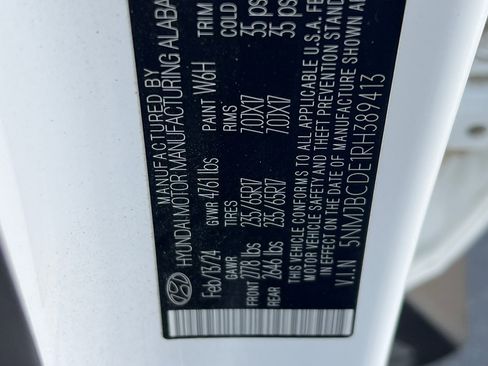 MANUFACTURED BY
HYUNDAI MOTOR MANUFACTURING ALABA
Feb/13/24 GVWR 4761 lbs PAINT W6H TRIM
GAWR TIRES RIMS COLD
FRONT 2778 lbs 235/65R17 7.0JX17 35 ps
REAR 2646 lbs 235/65R17 7.0JX17 35 ps
THIS VEHICLE CONFORMS TO ALL APPLICABLE U.S.A. FE
MOTOR VEHICLE SAFETY AND THEFT PREVENTION STAND
IN EFFECT ON THE DATE OF MANUFACTURE SHOWN AB
V.I.N 5NMJBCDE1RH389413